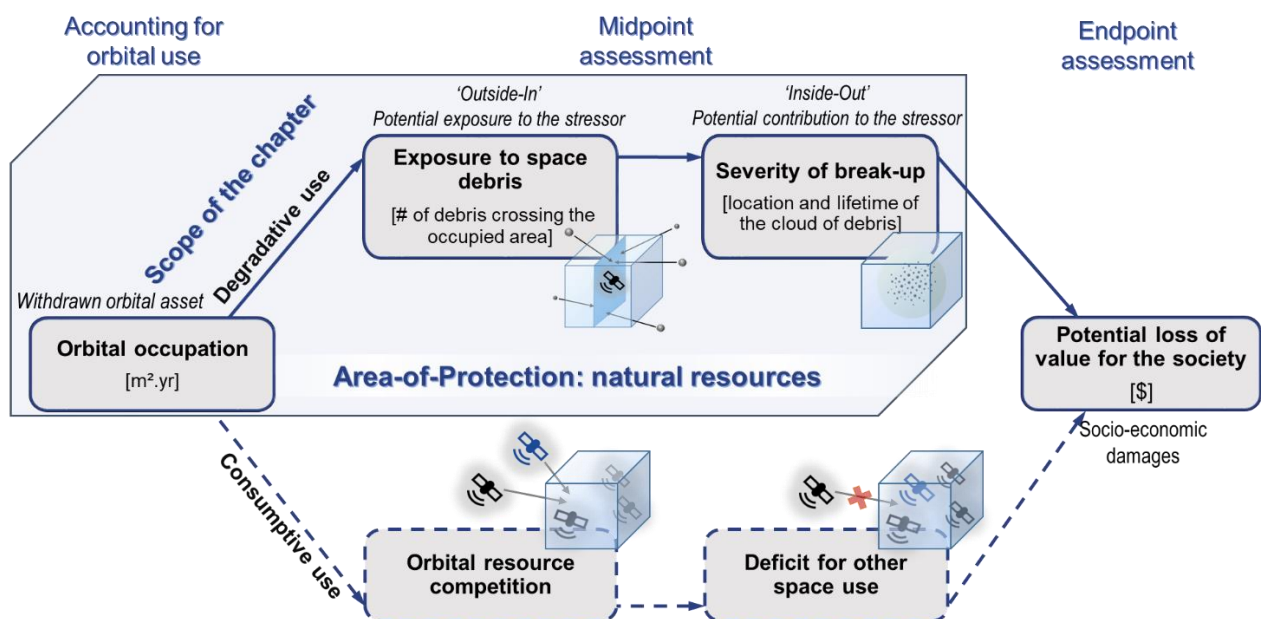 Accounting for
orbital use
Midpoint
assessment
Endpoint
assessment
Scope of the chapter
'Outside-In'
Potential exposure to the stressor
'Inside-Out'
Potential contribution to the stressor
Degradative use
Exposure to space
debris
[# of debris crossing the
occupied area]
Severity of break-up
[location and lifetime of
the cloud of debris]
Withdrawn orbital asset
Orbital occupation
[m².yr]
Area-of-Protection: natural resources
Potential loss of
value for the society
[$]
Socio-economic
damages
Consumptive use
Orbital resource
competition
Deficit for other
space use